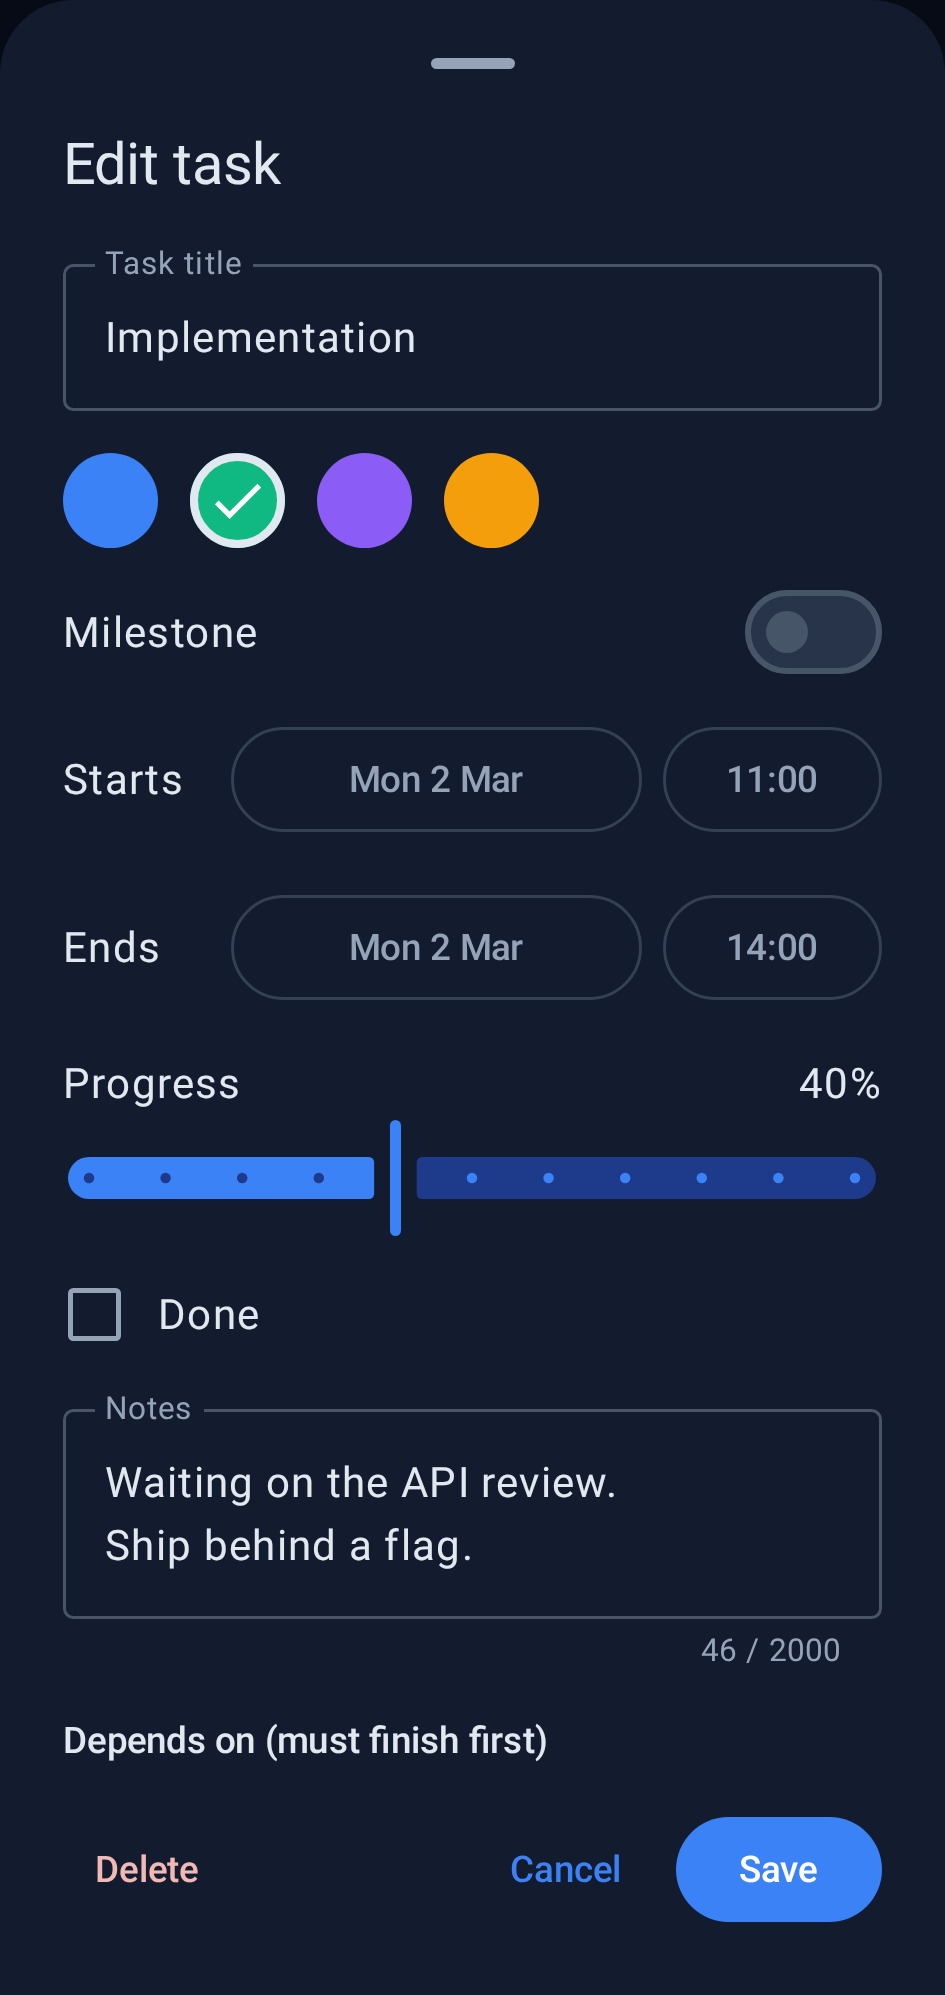 Edit task
Task title
Implementation
Milestone
Starts
Mon 2 Mar
11:00
Ends
Mon 2 Mar
14:00
Progress
40%
Done
Notes
Waiting on the API review.
Ship behind a flag.
46 / 2000
Depends on (must finish first)
Delete
Cancel
Save